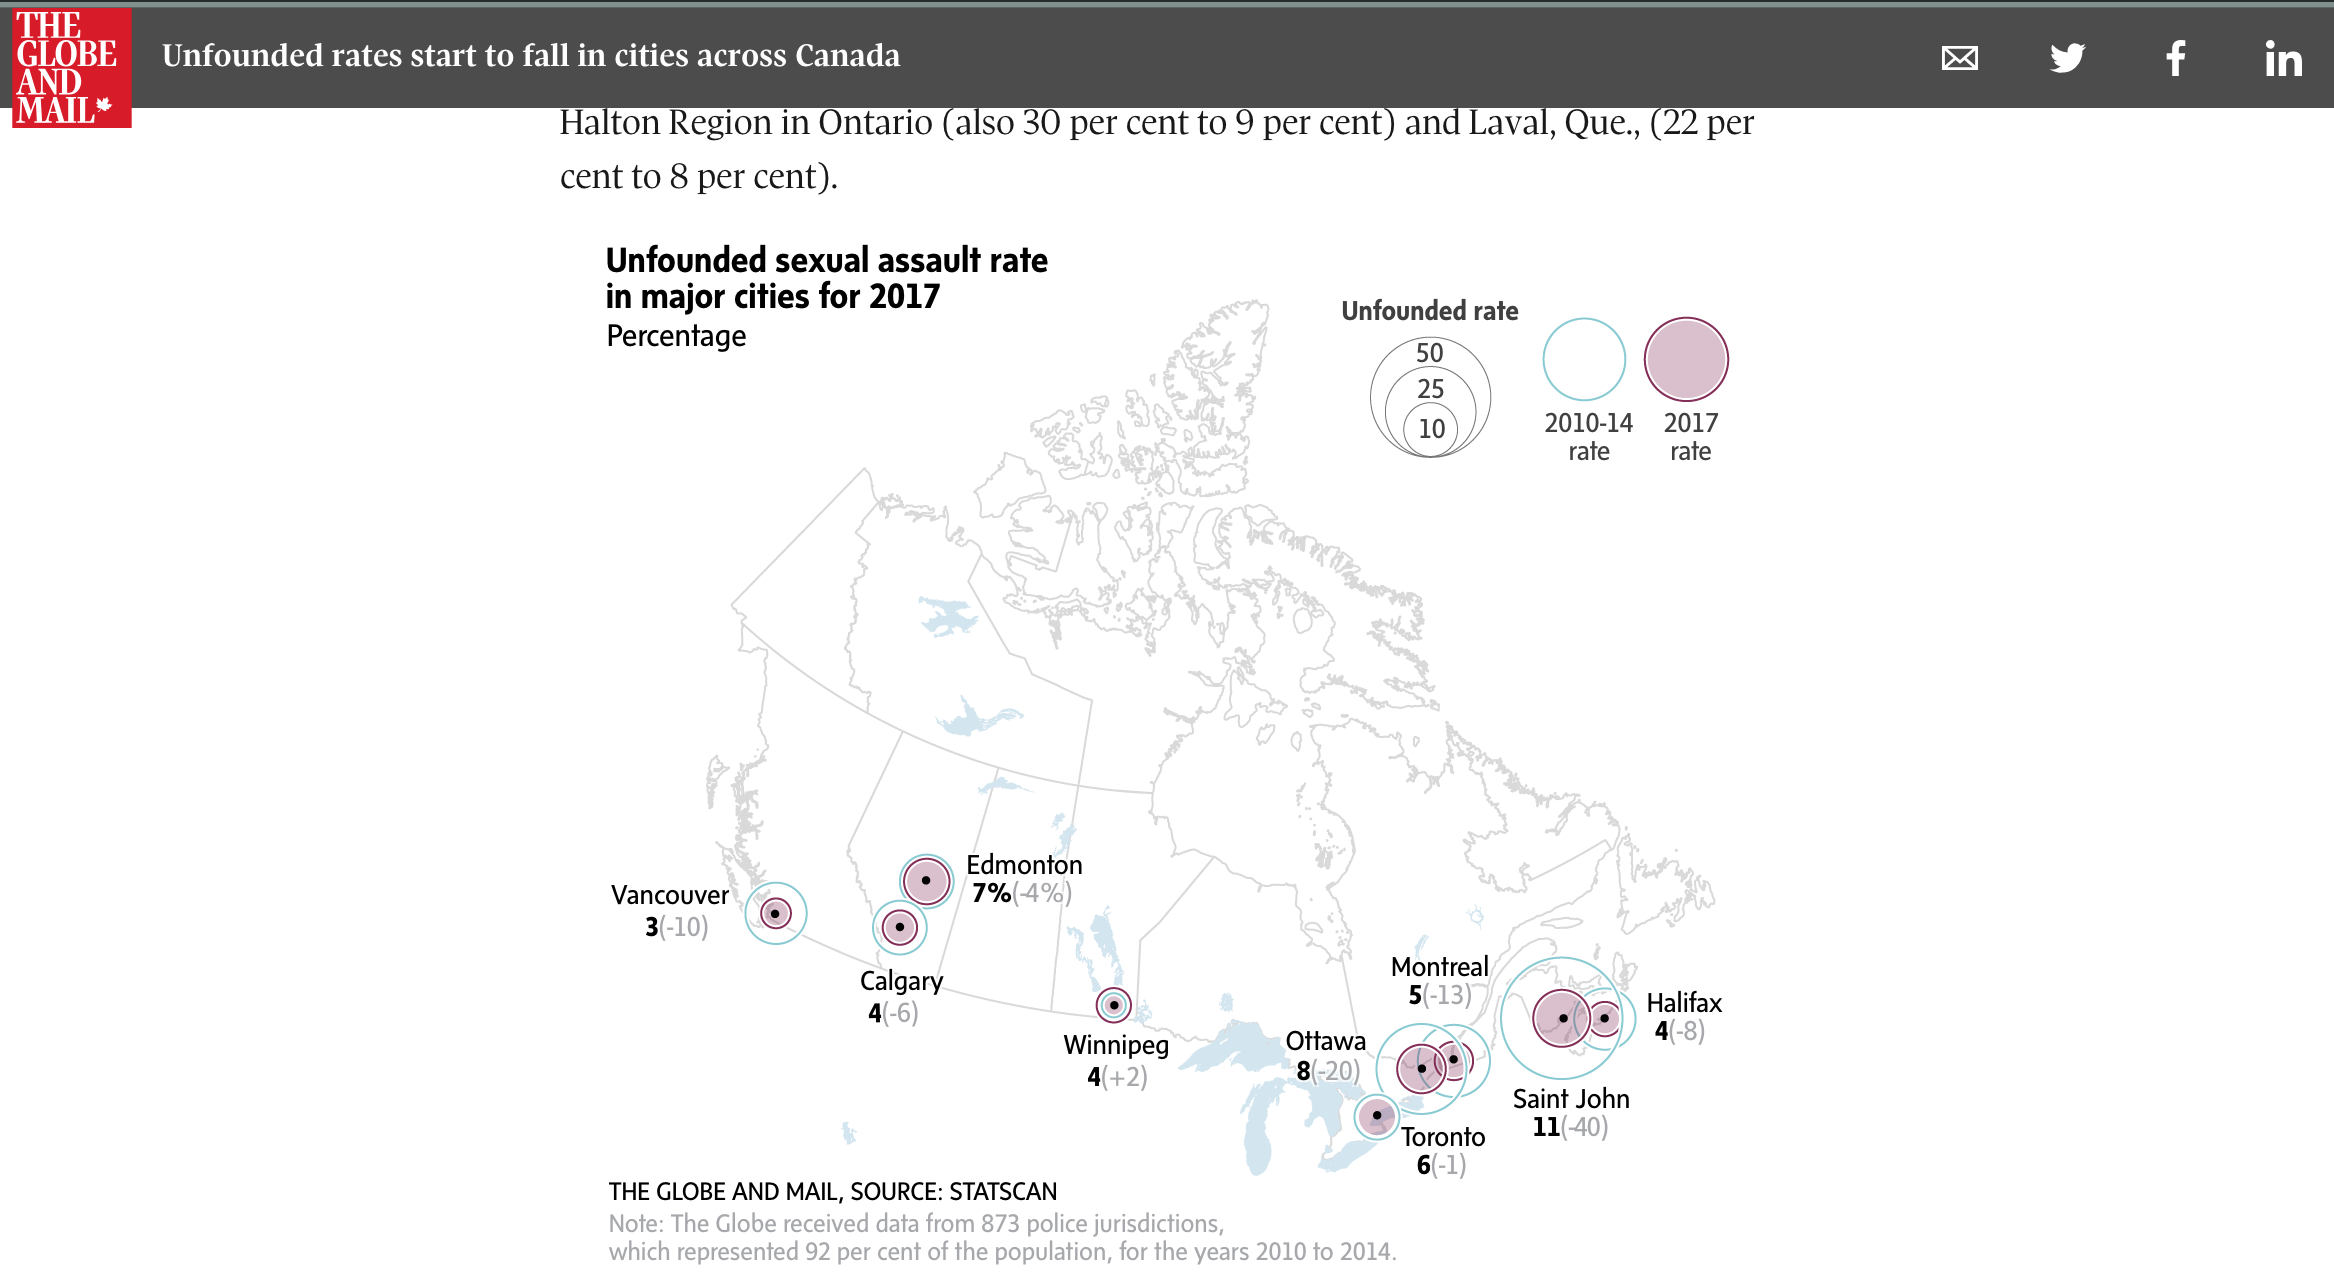 THE
GLOBE
AND
MAIL
Unfounded rates start to fall in cities across Canada
Halton Region in Ontario (also 30 per cent to 9 per cent) and Laval, Que., (22 per
cent to 8 per cent).
Unfounded sexual assault rate
in major cities for 2017
Percentage
Unfounded rate
50
25
10
2010-14
rate
2017
rate
Edmonton
7%(-4%)
Vancouver
3(-10)
Calgary
4(-6)
Winnipeg
4(+2)
Montreal
5(-13)
Ottawa
8(-20)
Halifax
4(-8)
Saint John
11(-40)
Toronto
6(-1)
THE GLOBE AND MAIL, SOURCE: STATSCAN
Note: The Globe received data from 873 police jurisdictions,
which represented 92 per cent of the population, for the years 2010 to 2014.